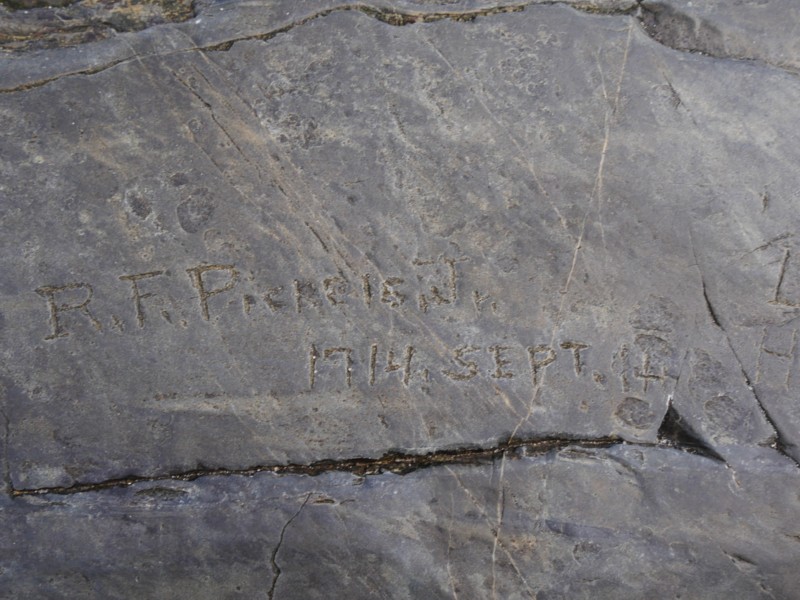 R. F. Pickels, Jr.
1714, SEPT. 14